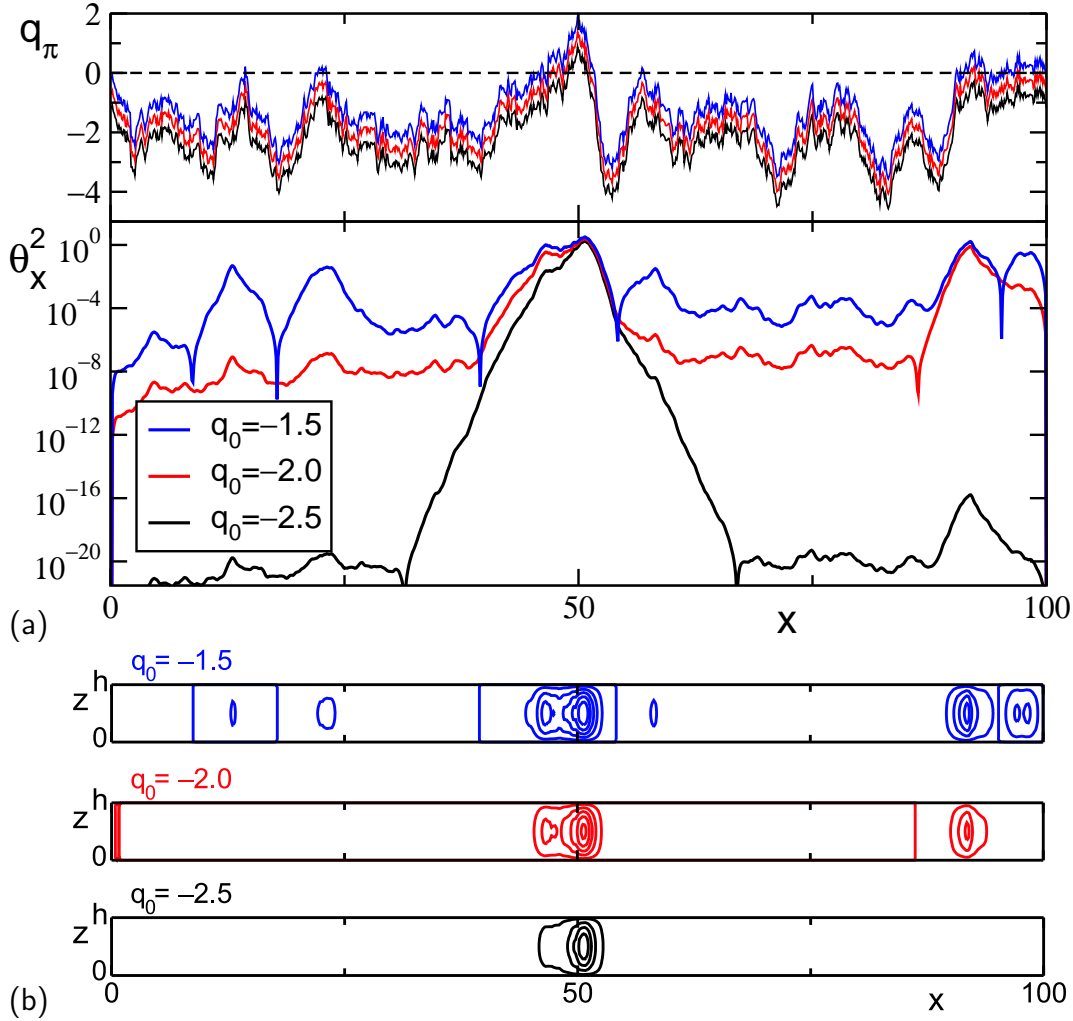 2
q_π
0
−2
−4
10^0
θ_x^2
10^−4
10^−8
10^−12
10^−16
10^−20
q_0=−1.5
q_0=−2.0
q_0=−2.5
0 50 x 100
(a)
q_0= −1.5
h
z
0
q_0= −2.0
h
z
0
q_0= −2.5
h
z
0
0 50 x 100
(b)